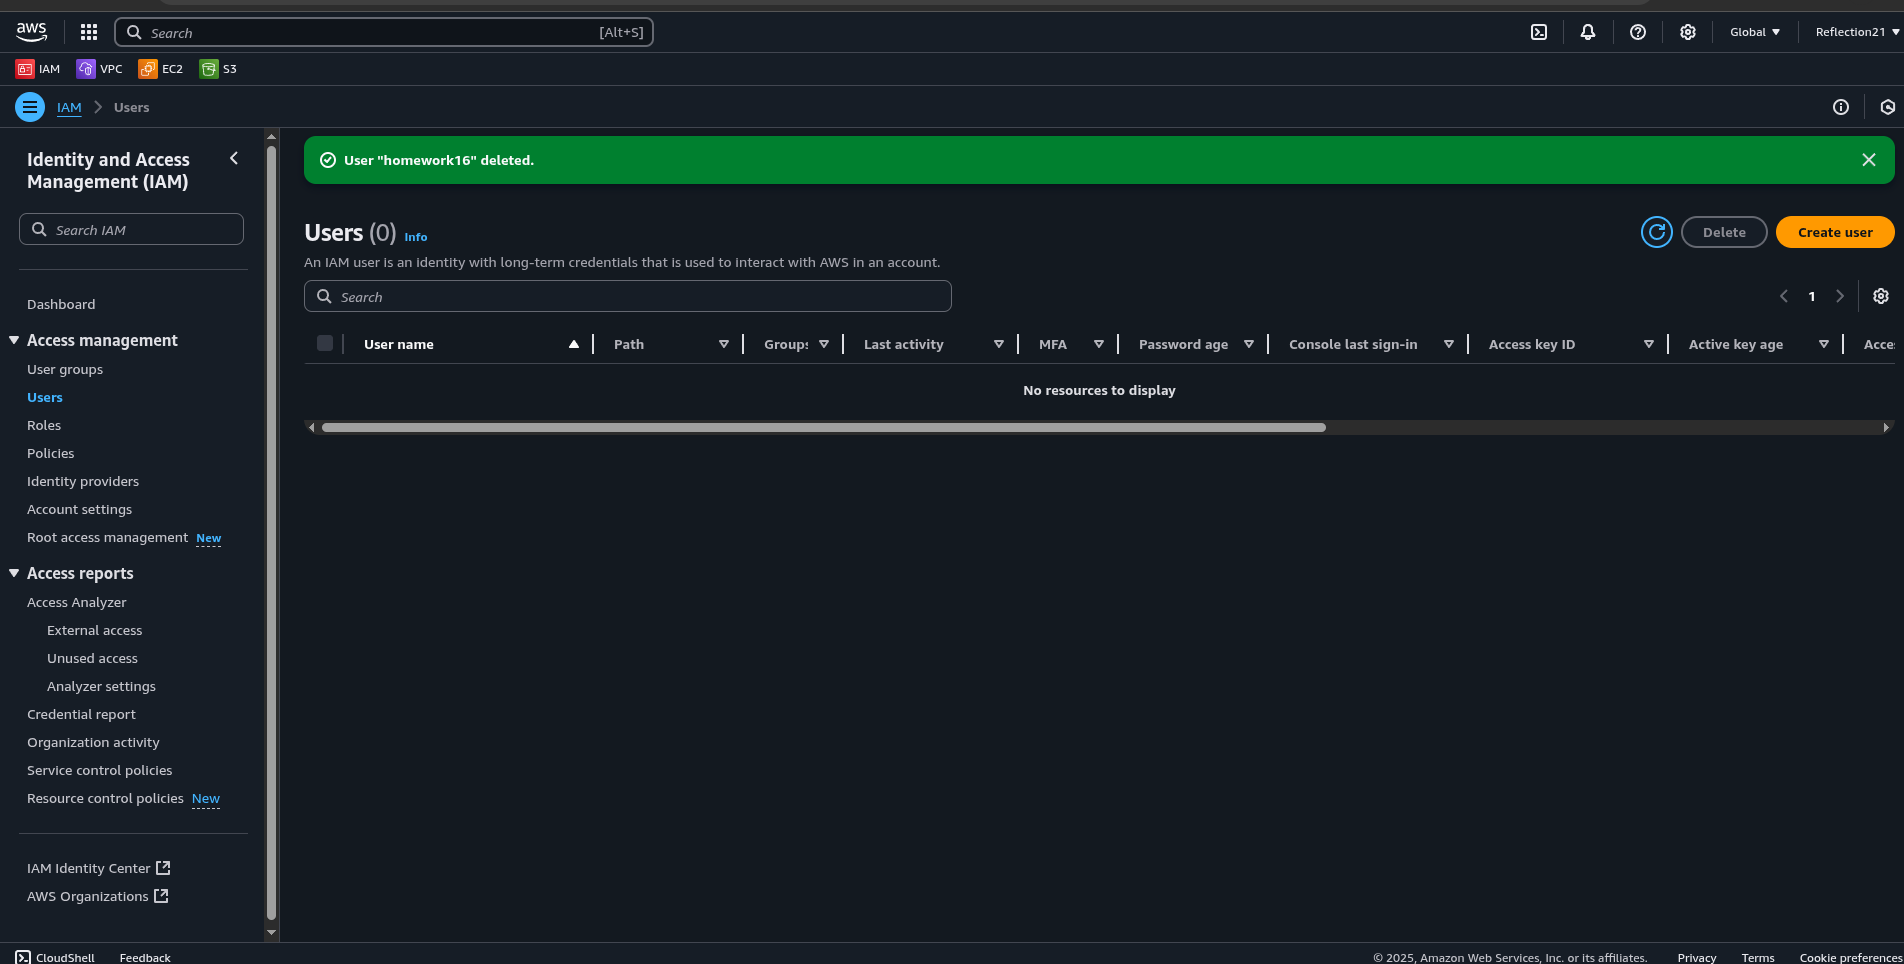 aws
Search [Alt+S]
Global
Reflection21
IAM
VPC
EC2
S3
IAM
Users
Identity and Access
Management (IAM)
Search IAM
Dashboard
Access management
User groups
Users
Roles
Policies
Identity providers
Account settings
Root access management New
Access reports
Access Analyzer
External access
Unused access
Analyzer settings
Credential report
Organization activity
Service control policies
Resource control policies New
IAM Identity Center
AWS Organizations
User "homework16" deleted.
Users (0) Info
Delete
Create user
An IAM user is an identity with long-term credentials that is used to interact with AWS in an account.
Search
1
User name
Path
Groups
Last activity
MFA
Password age
Console last sign-in
Access key ID
Active key age
Acces
No resources to display
CloudShell
Feedback
© 2025, Amazon Web Services, Inc. or its affiliates.
Privacy
Terms
Cookie preferences